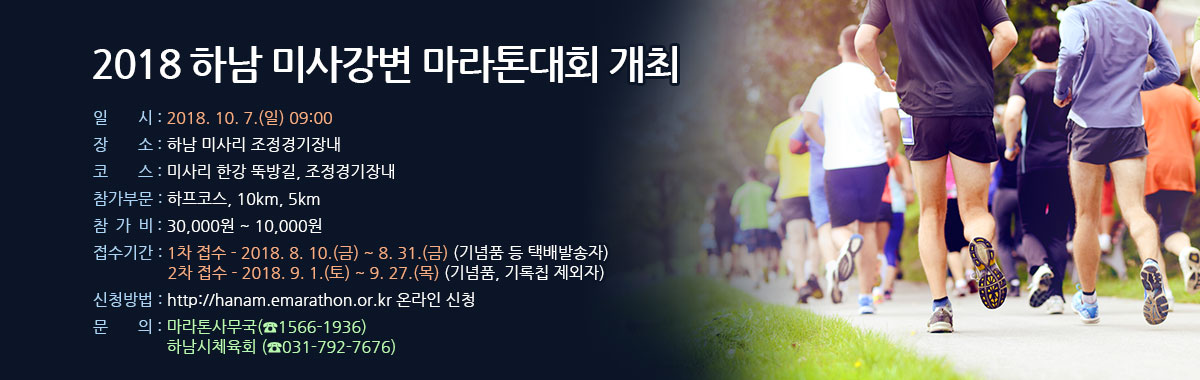 2018 하남 미사강변 마라톤대회 개최
일 시 : 2018. 10. 7.(일) 09:00
장 소 : 하남 미사리 조정경기장내
코 스 : 미사리 한강 뚝방길, 조정경기장내
참가부문 : 하프코스, 10km, 5km
참 가 비 : 30,000원 ~ 10,000원
접수기간 : 1차 접수 - 2018. 8. 10.(금) ~ 8. 31.(금) (기념품 등 택배발송자)
2차 접수 - 2018. 9. 1.(토) ~ 9. 27.(목) (기념품, 기록칩 제외자)
신청방법 : http://hanam.emarathon.or.kr 온라인 신청
문 의 : 마라톤사무국(☎1566-1936)
하남시체육회 (☎031-792-7676)